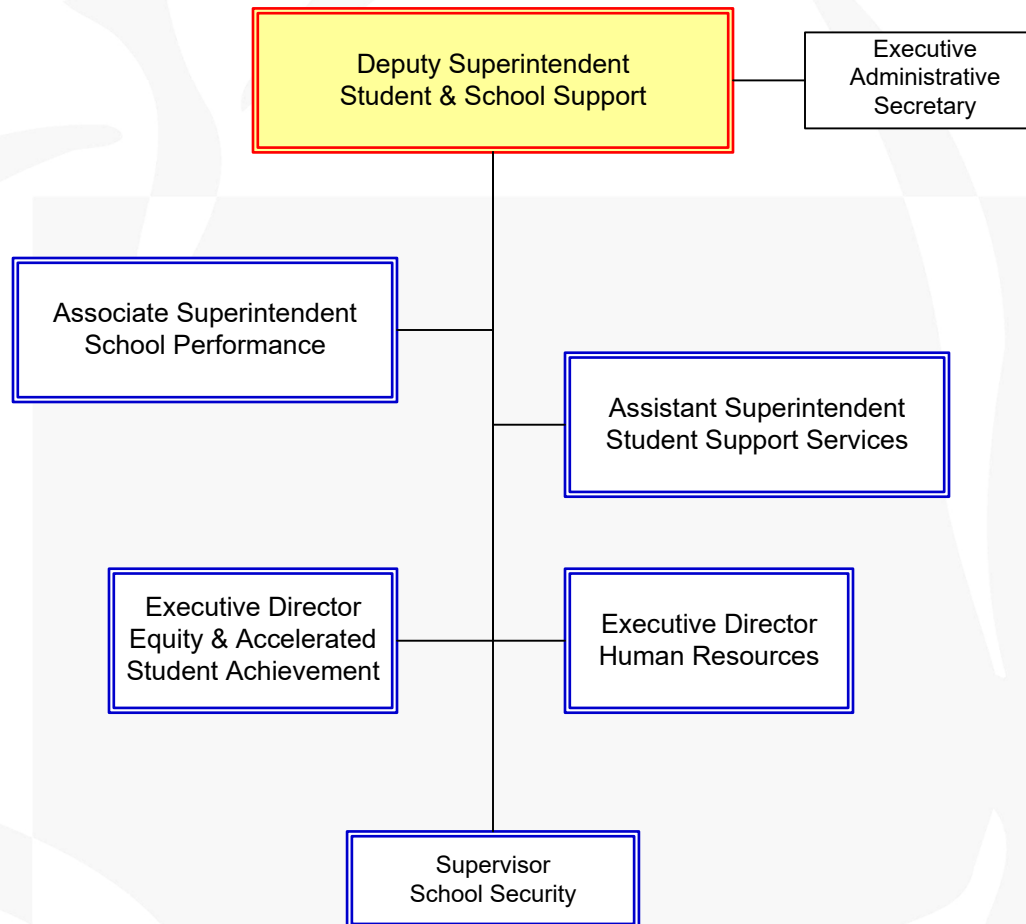 Deputy Superintendent
Student & School Support
Executive
Administrative
Secretary
Associate Superintendent
School Performance
Assistant Superintendent
Student Support Services
Executive Director
Equity & Accelerated
Student Achievement
Executive Director
Human Resources
Supervisor
School Security